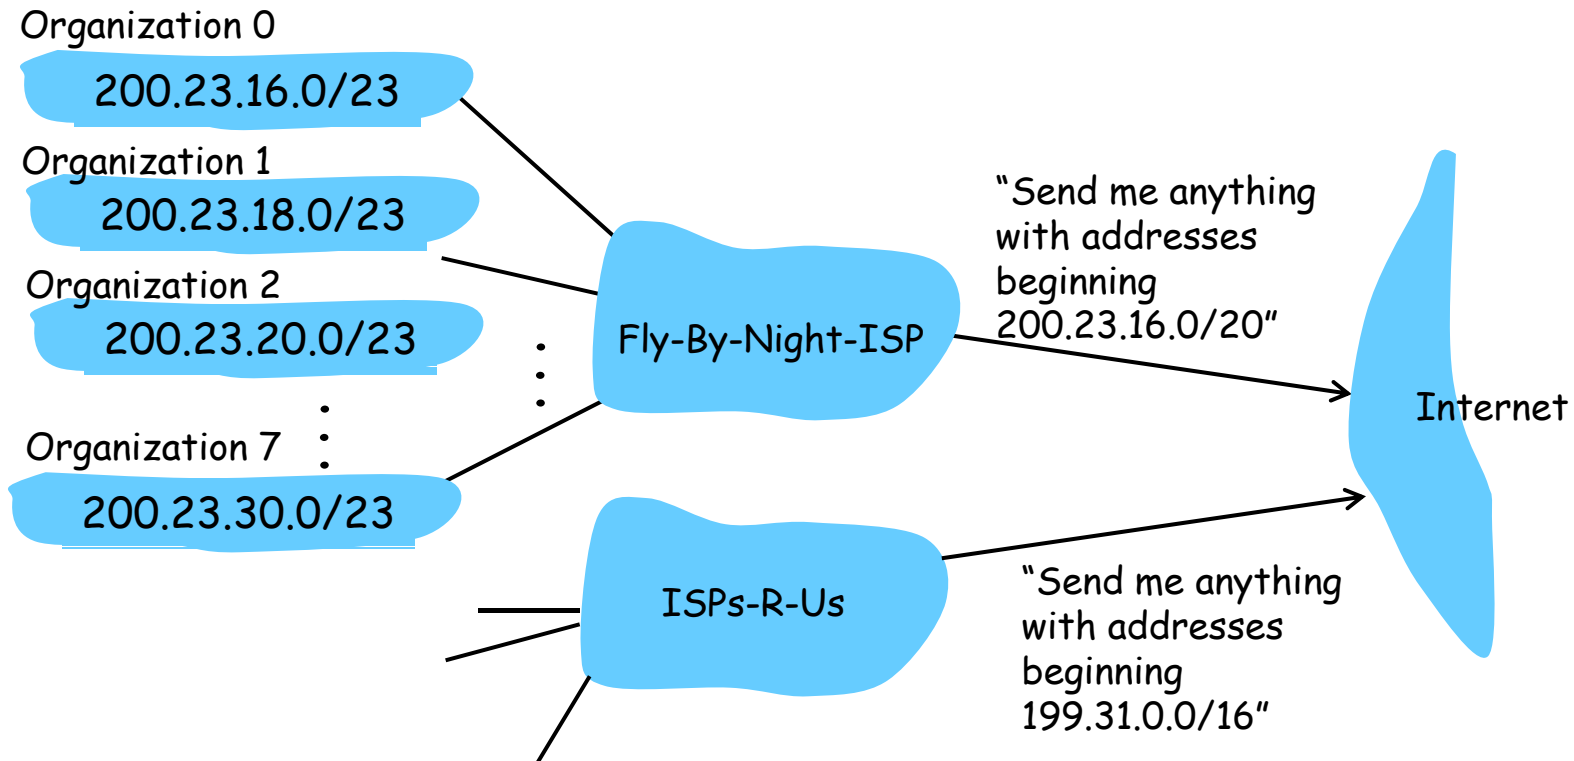 Organization 0
200.23.16.0/23
Organization 1
200.23.18.0/23
Organization 2
200.23.20.0/23
Organization 7
200.23.30.0/23
Fly-By-Night-ISP
“Send me anything
with addresses
beginning
200.23.16.0/20”
Internet
ISPs-R-Us
“Send me anything
with addresses
beginning
199.31.0.0/16”